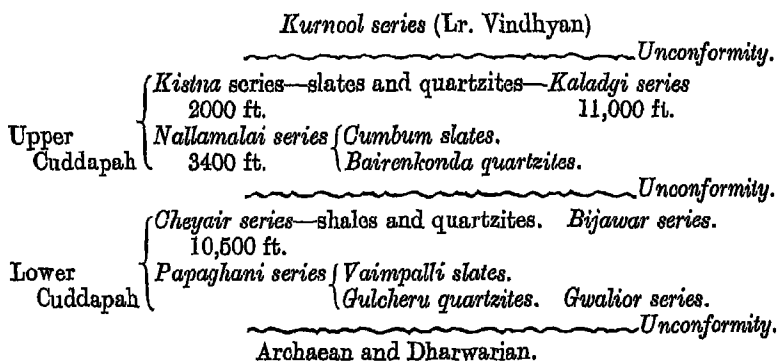 Kurnool series (Lr. Vindhyan)
Unconformity.
Kistna series—slates and quartzites—Kaladgi series
2000 ft. 11,000 ft.
Upper Cuddapah
Nallamalai series Cumbum slates.
3400 ft. Bairenkonda quartzites.
Unconformity.
Cheyair series—shales and quartzites. Bijawar series.
10,500 ft.
Lower Cuddapah
Papaghani series Vaimpalli slates.
Gulcheru quartzites. Gwalior series.
Unconformity.
Archaean and Dharwarian.